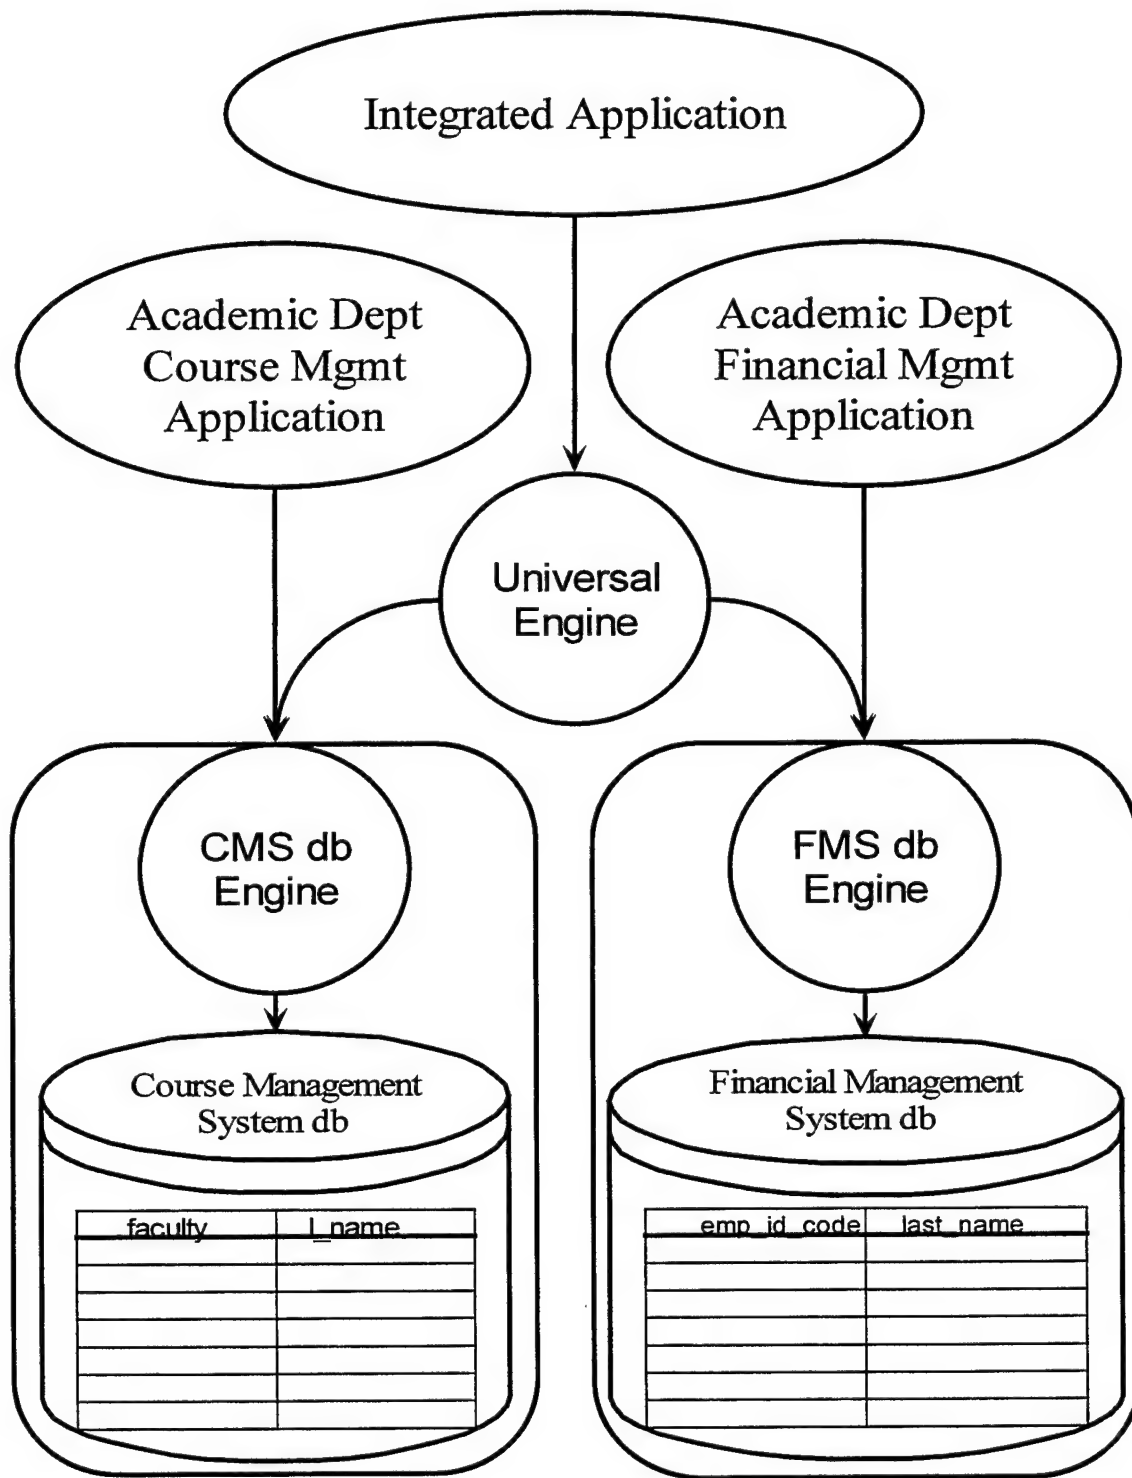 Integrated Application
Academic Dept
Course Mgmt
Application
Academic Dept
Financial Mgmt
Application
Universal
Engine
CMS db
Engine
FMS db
Engine
Course Management
System db
Financial Management
System db
faculty l_name
emp_id_code last_name